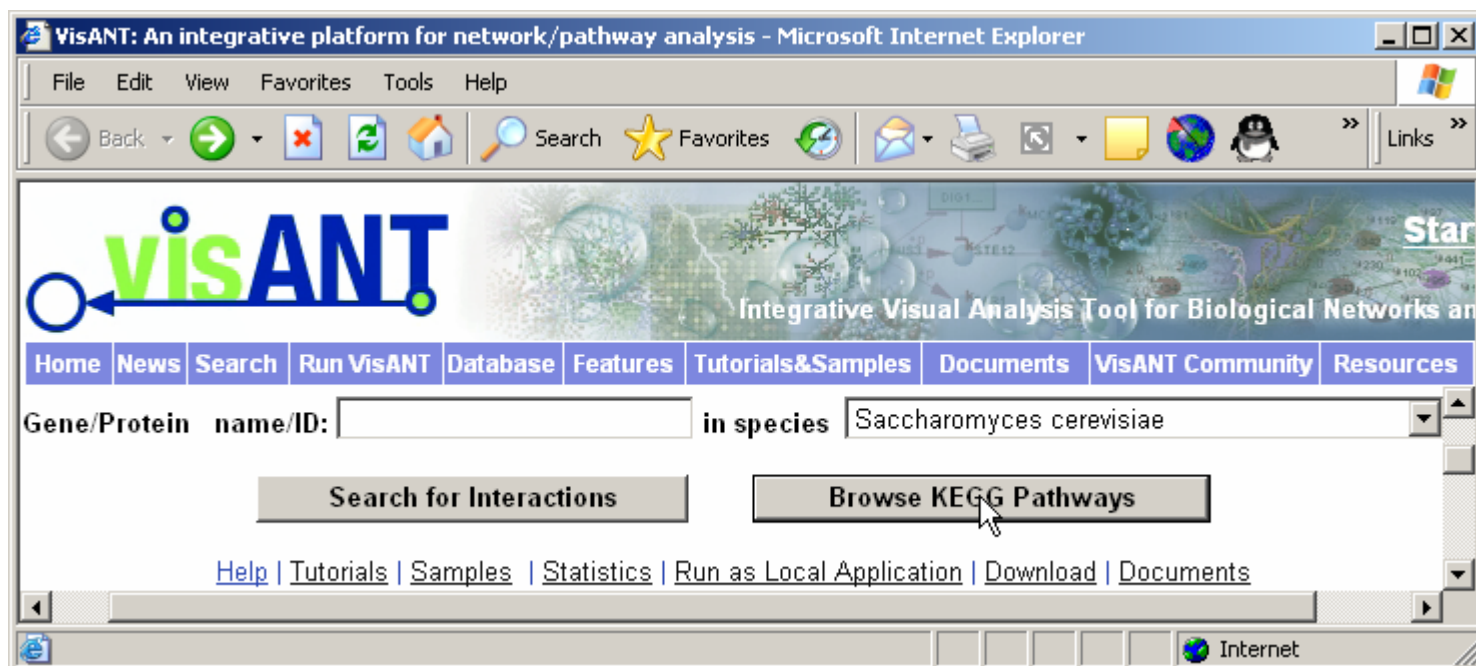 VisANT: An integrative platform for network/pathway analysis - Microsoft Internet Explorer
File Edit View Favorites Tools Help
Back Search Favorites » Links »
visANT
DIG1...
STE12
Star
Integrative Visual Analysis Tool for Biological Networks an
Home News Search Run VisANT Database Features Tutorials&Samples Documents VisANT Community Resources
Gene/Protein name/ID: in species Saccharomyces cerevisiae
Search for Interactions Browse KEGG Pathways
Help | Tutorials | Samples | Statistics | Run as Local Application | Download | Documents
Internet